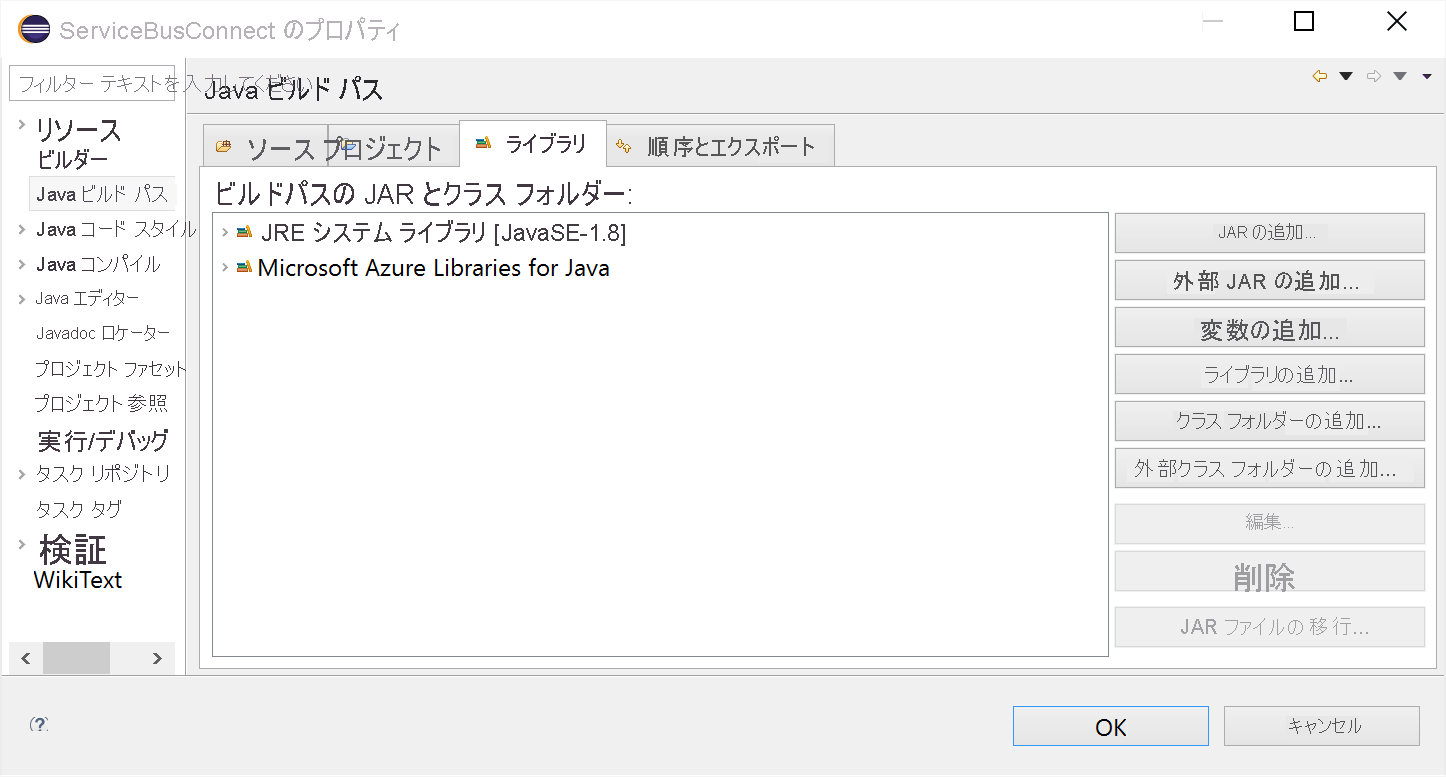 ServiceBusConnect のプロパティ
フィルター テキストを入力してください
Java ビルド パス
リソース
ビルダー
Java ビルド パス
Java コード スタイル
Java コンパイル
Java エディター
Javadoc ロケーター
プロジェクト ファセット
プロジェクト参照
実行/デバッグ
タスク リポジトリ
タスク タグ
検証
WikiText
ソース プロジェクト ライブラリ 順序とエクスポート
ビルドパスの JAR とクラス フォルダー:
JRE システム ライブラリ [JavaSE-1.8]
Microsoft Azure Libraries for Java
JAR の追加...
外部 JAR の追加...
変数の追加...
ライブラリの追加...
クラス フォルダーの追加...
外部クラス フォルダーの追加...
編集...
削除
JAR ファイルの移行...
OK キャンセル